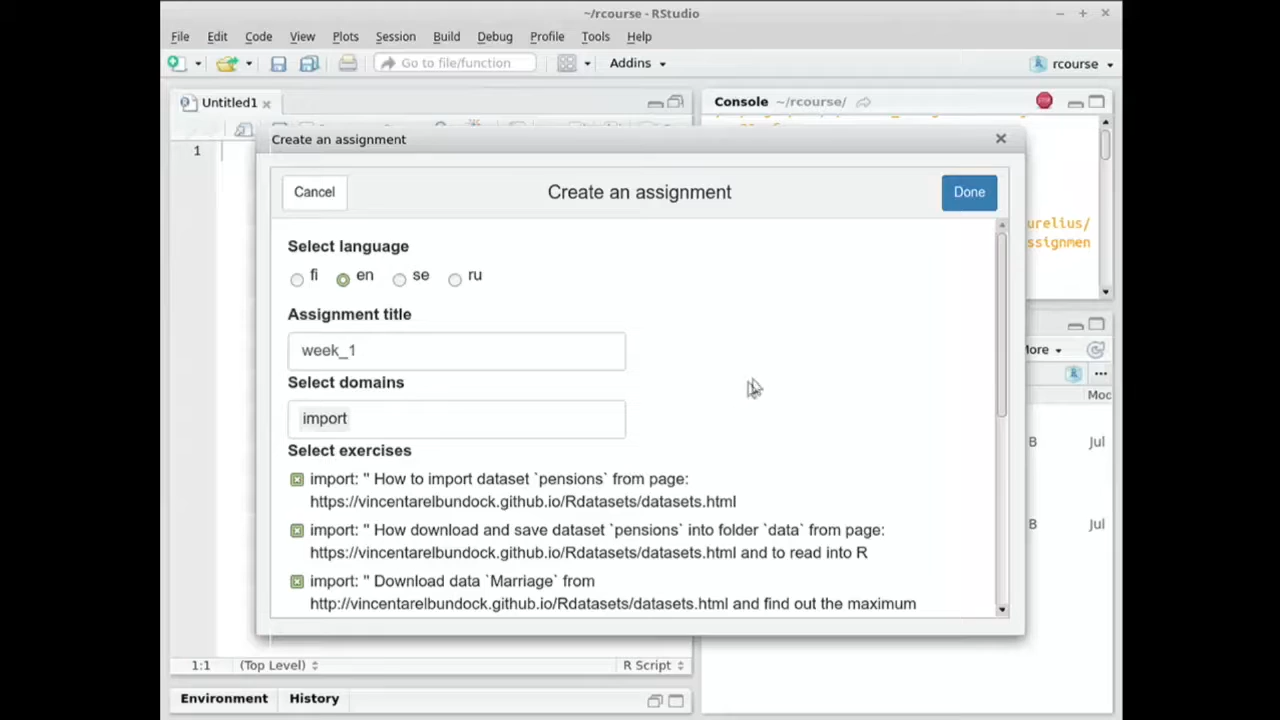 ~/rcourse - RStudio
File Edit Code View Plots Session Build Debug Profile Tools Help
Go to file/function
Addins
rcourse
Untitled1
Console ~/rcourse/
1
Create an assignment
Cancel
Create an assignment
Done
urelius/
ssignmen
Select language
fi en se ru
Assignment title
week_1
Select domains
import
Select exercises
import: " How to import dataset `pensions` from page:
https://vincentarelbundock.github.io/Rdatasets/datasets.html
import: " How download and save dataset `pensions` into folder `data` from page:
https://vincentarelbundock.github.io/Rdatasets/datasets.html and to read into R
import: " Download data `Marriage` from
http://vincentarelbundock.github.io/Rdatasets/datasets.html and find out the maximum
More
Moc
B Jul
B Jul
1:1 (Top Level) R Script
Environment History